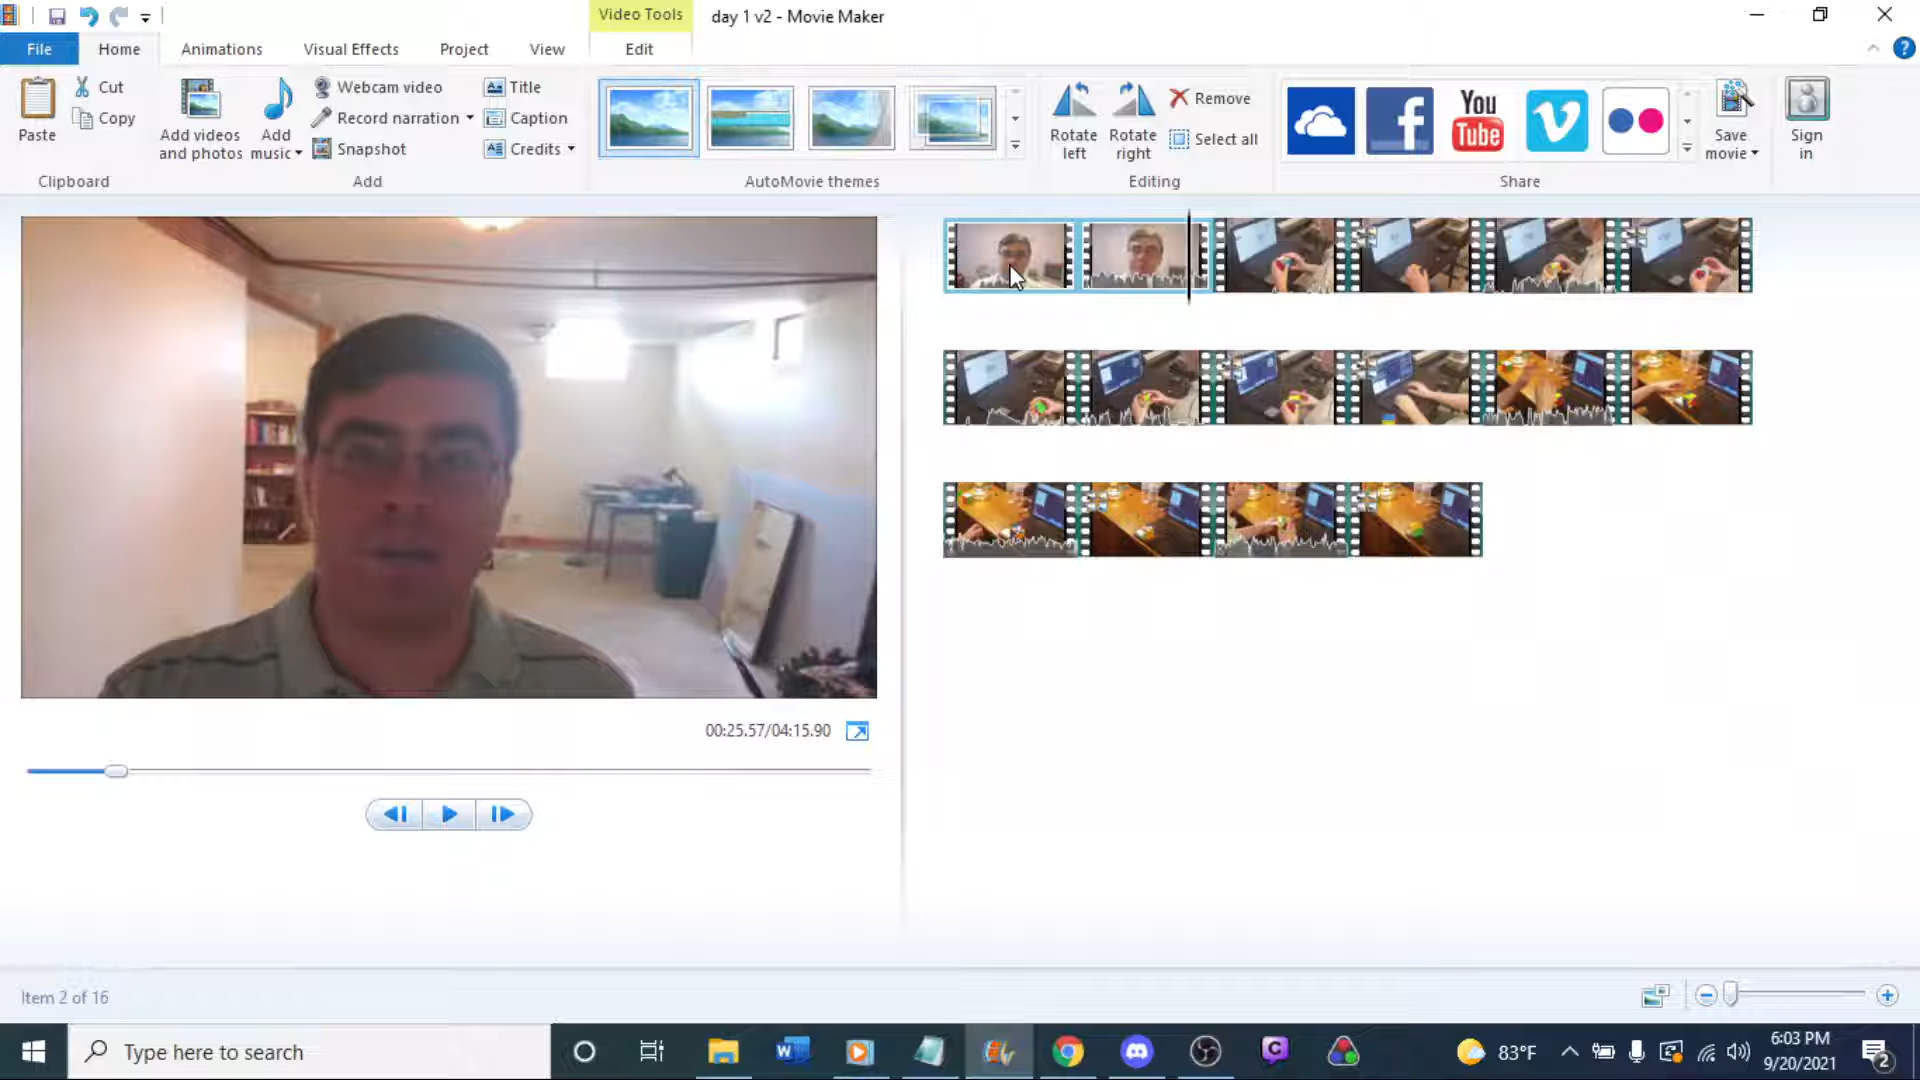 Video Tools
day 1 v2 - Movie Maker
File
Home
Animations
Visual Effects
Project
View
Edit
Paste
Cut
Copy
Clipboard
Add videos
and photos
Add
music
Webcam video
Record narration
Snapshot
Title
Caption
Credits
Add
AutoMovie themes
Rotate
left
Rotate
right
Remove
Select all
Editing
You
Tube
Share
Save
movie
Sign
in
00:25.57/04:15.90
Item 2 of 16
Type here to search
83°F
6:03 PM
9/20/2021
2